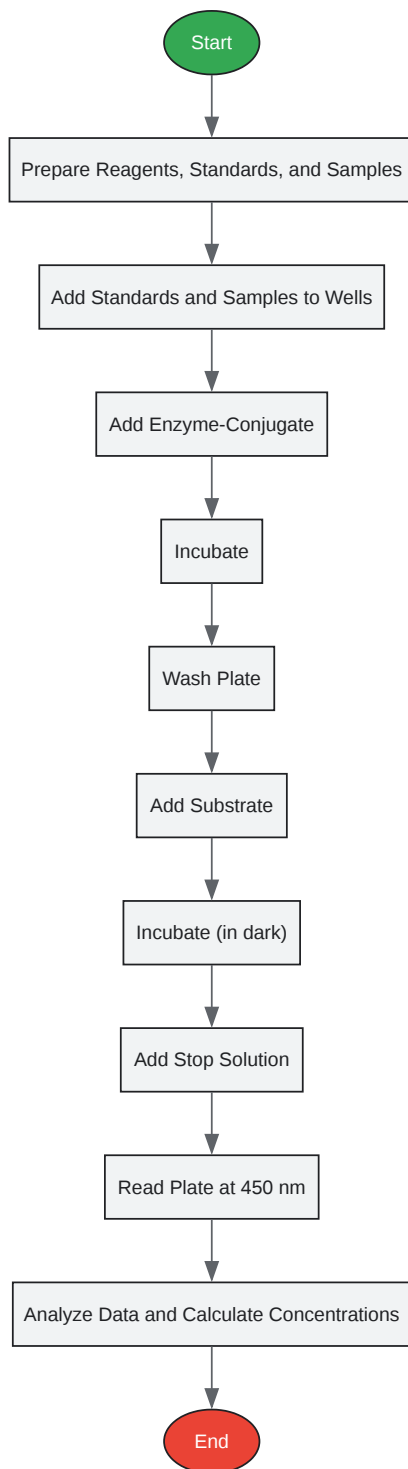 Start
Prepare Reagents, Standards, and Samples
Add Standards and Samples to Wells
Add Enzyme-Conjugate
Incubate
Wash Plate
Add Substrate
Incubate (in dark)
Add Stop Solution
Read Plate at 450 nm
Analyze Data and Calculate Concentrations
End